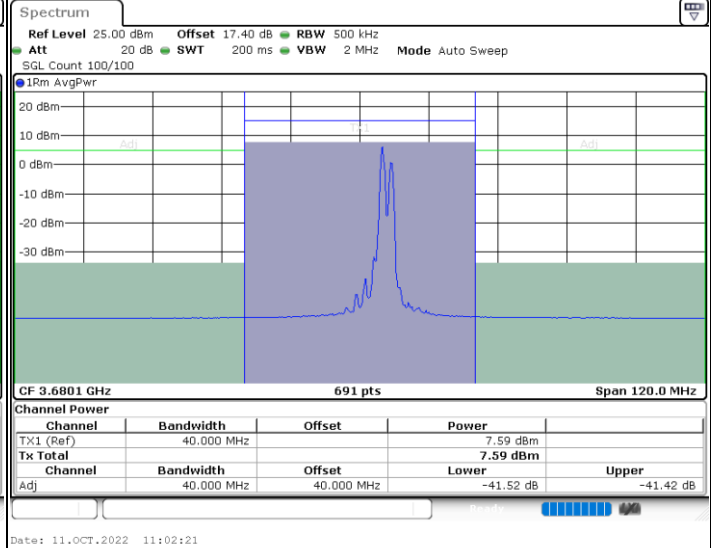 Spectrum
Ref Level 25.00 dBm Offset 17.40 dB RBW 500 kHz
Att 20 dB SWT 200 ms VBW 2 MHz Mode Auto Sweep
SGL Count 100/100
1Rm AvgPwr
20 dBm
TX1
10 dBm
Adj Adj
0 dBm
-10 dBm
-20 dBm
-30 dBm
CF 3.6801 GHz 691 pts Span 120.0 MHz
Channel Power
Channel Bandwidth Offset Power
TX1 (Ref) 40.000 MHz 7.59 dBm
Tx Total 7.59 dBm
Channel Bandwidth Offset Lower Upper
Adj 40.000 MHz 40.000 MHz -41.52 dB -41.42 dB
Ready
Date: 11.OCT.2022 11:02:21